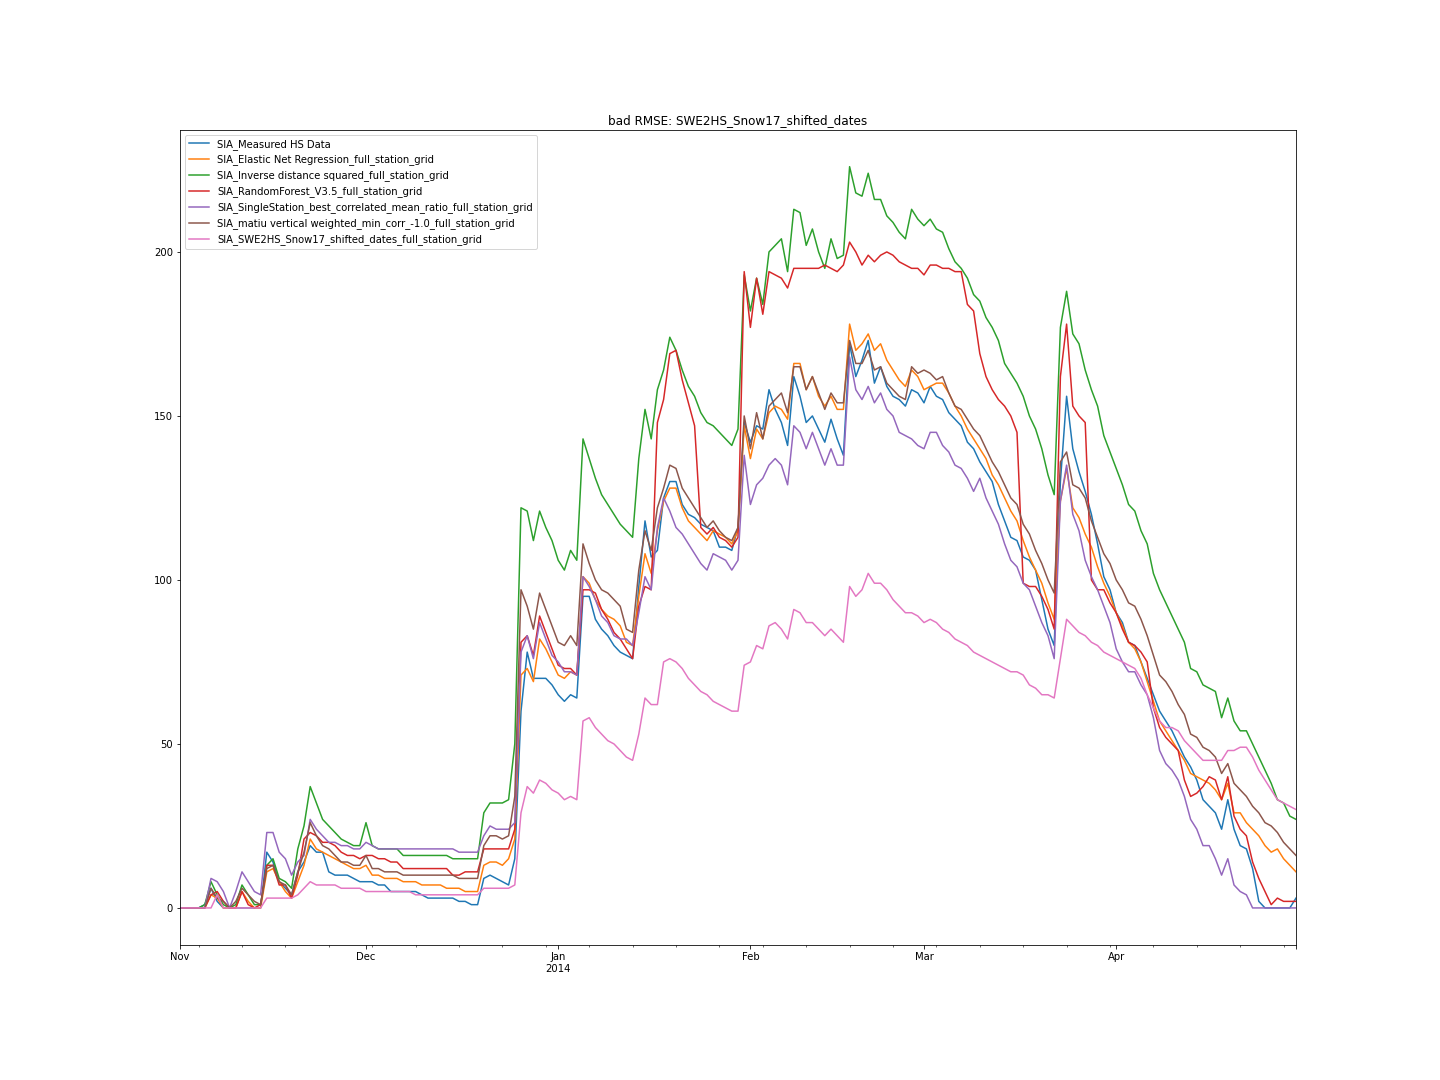 bad RMSE: SWE2HS_Snow17_shifted_dates
SIA_Measured HS Data
SIA_Elastic Net Regression_full_station_grid
SIA_Inverse distance squared_full_station_grid
SIA_RandomForest_V3.5_full_station_grid
SIA_SingleStation_best_correlated_mean_ratio_full_station_grid
SIA_matiu vertical weighted_min_corr_-1.0_full_station_grid
SIA_SWE2HS_Snow17_shifted_dates_full_station_grid
200
150
100
50
0
Nov Dec Jan Feb Mar Apr
2014